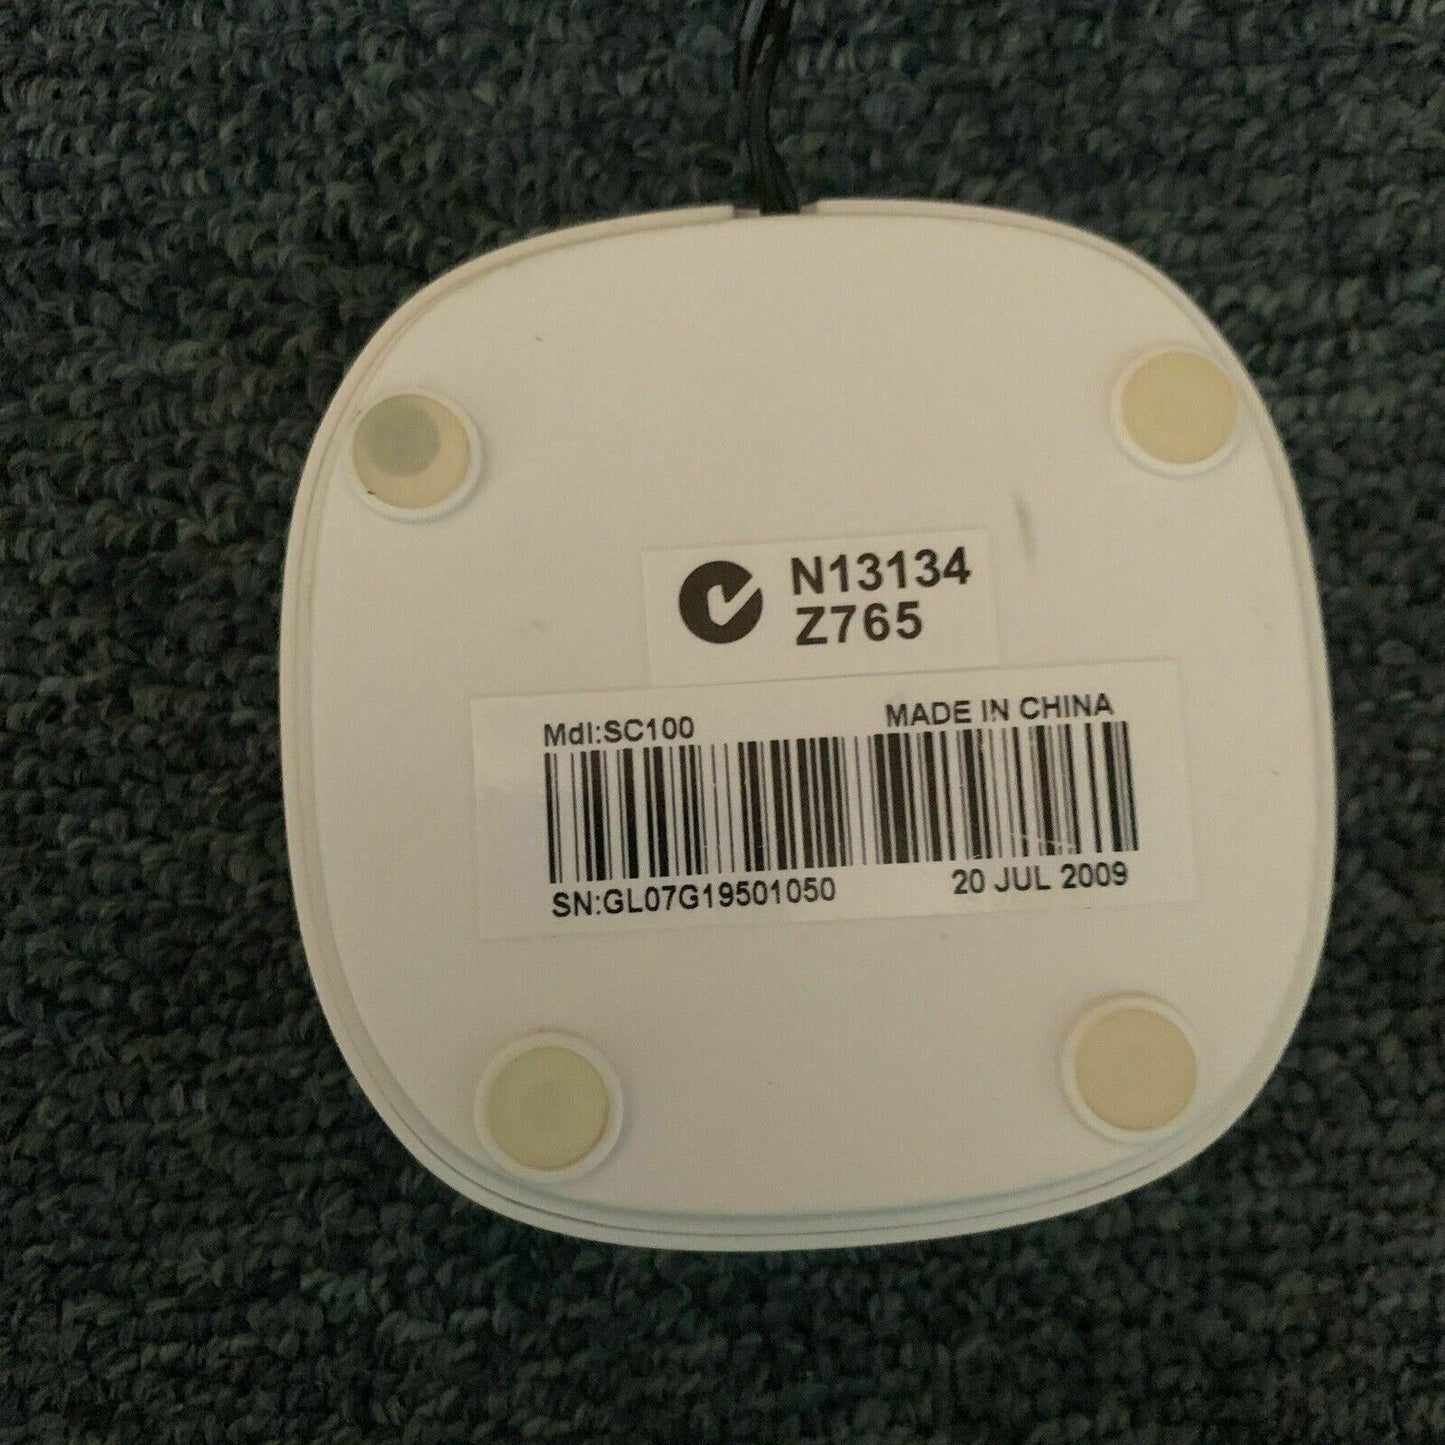 N13134
Z765
Mdl:SC100 MADE IN CHINA
SN:GL07G19501050 20 JUL 2009